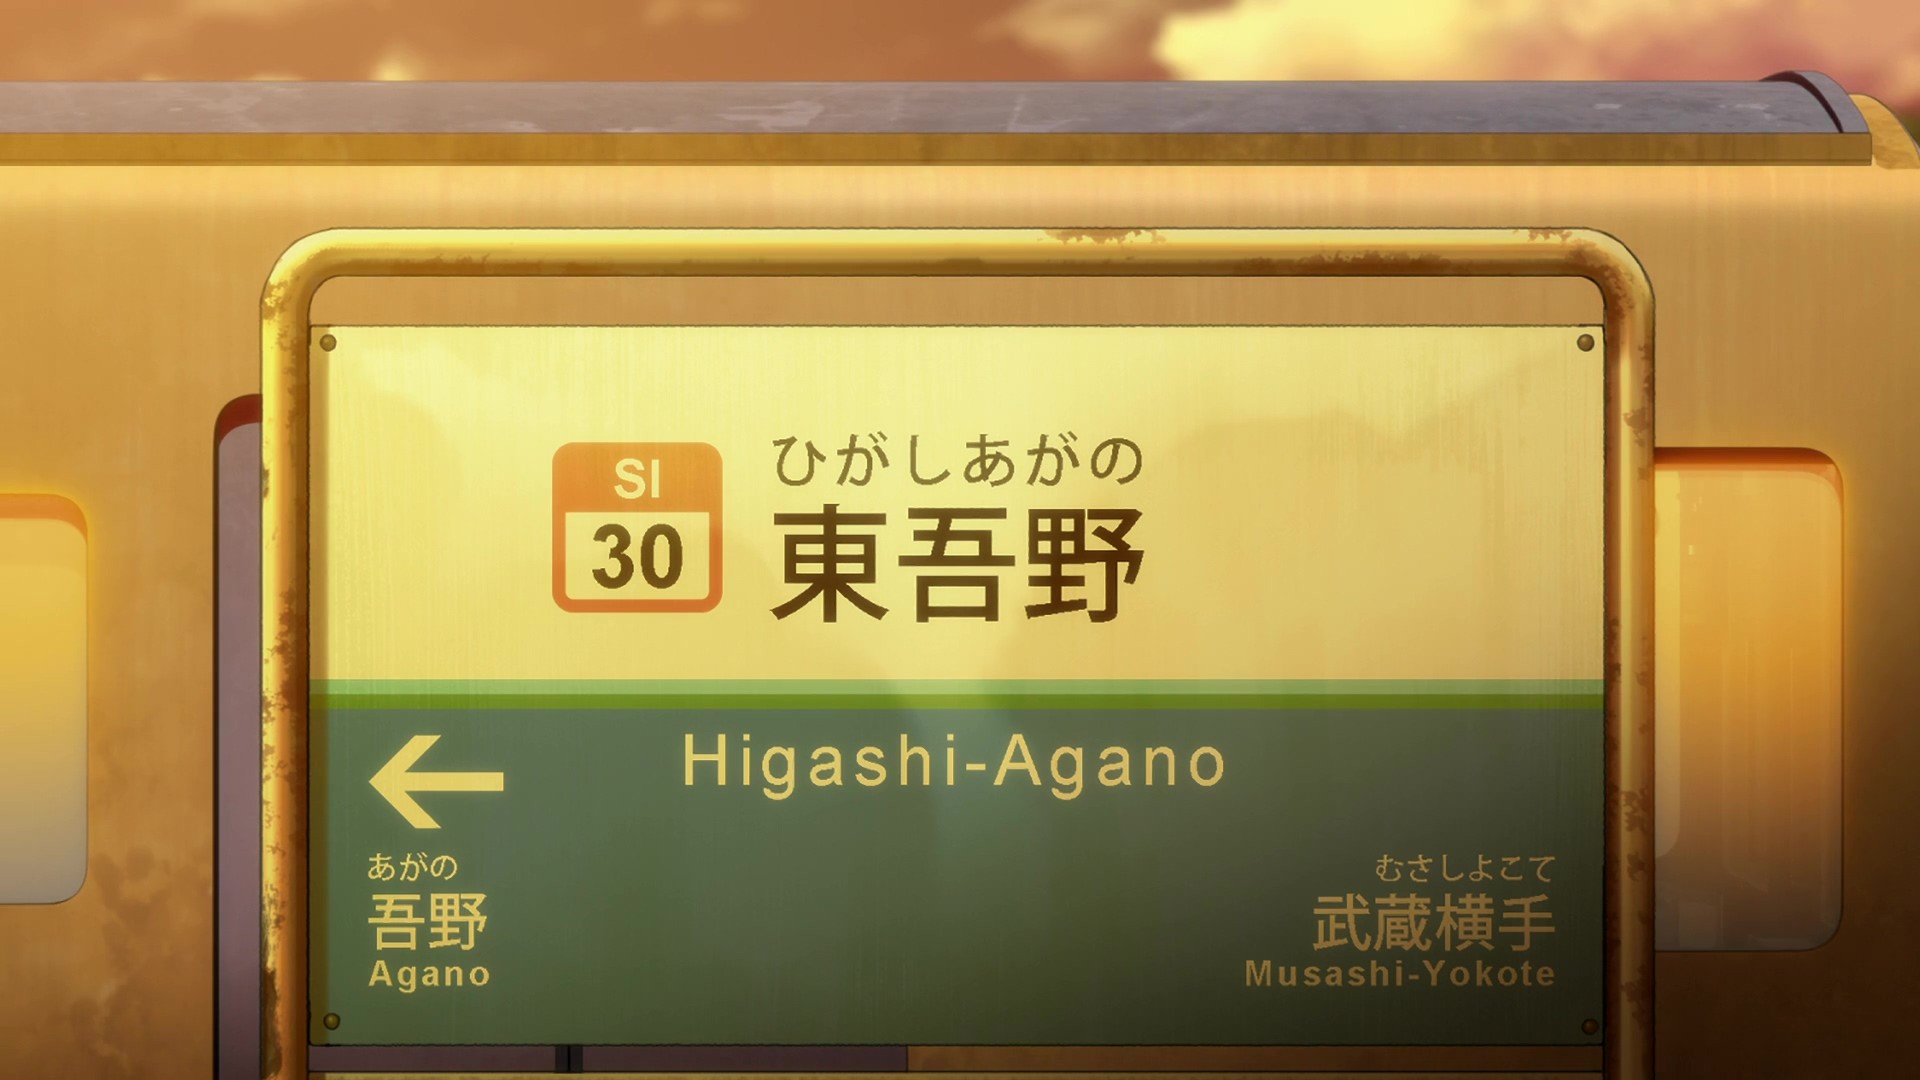 SI
30
ひがしあがの
東吾野
Higashi-Agano
あがの
吾野
Agano
むさしよこて
武蔵横手
Musashi-Yokote